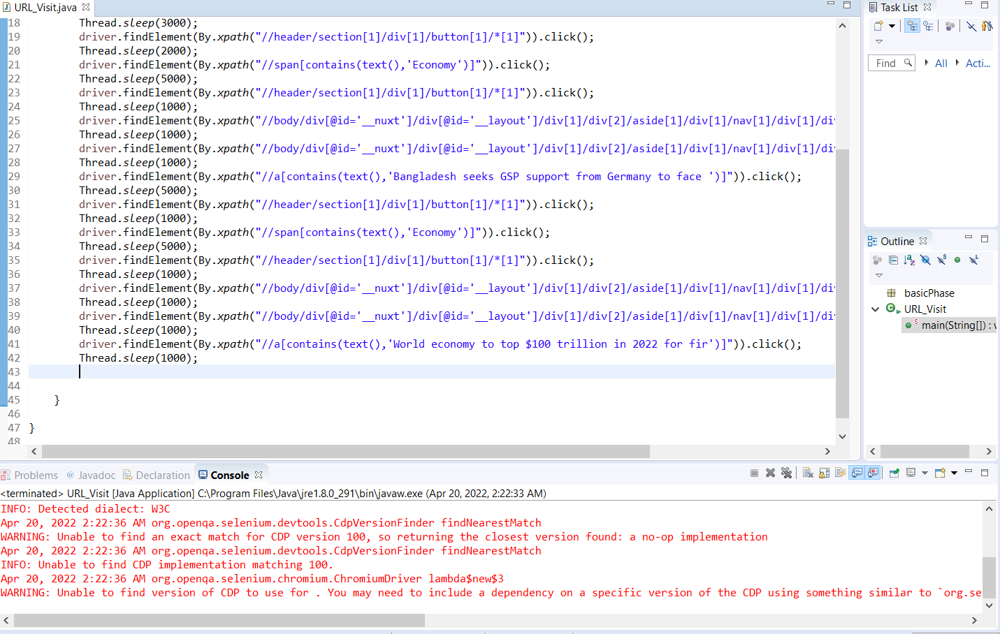 URL_Visit.java
18 Thread.sleep(3000);
19 driver.findElement(By.xpath("//header/section[1]/div[1]/button[1]/*[1]")).click();
20 Thread.sleep(2000);
21 driver.findElement(By.xpath("//span[contains(text(),'Economy')]")).click();
22 Thread.sleep(5000);
23 driver.findElement(By.xpath("//header/section[1]/div[1]/button[1]/*[1]")).click();
24 Thread.sleep(1000);
25 driver.findElement(By.xpath("//body/div[@id='__nuxt']/div[@id='__layout']/div[1]/div[2]/aside[1]/div[1]/nav[1]/div[1]/di
26 Thread.sleep(1000);
27 driver.findElement(By.xpath("//body/div[@id='__nuxt']/div[@id='__layout']/div[1]/div[2]/aside[1]/div[1]/nav[1]/div[1]/di
28 Thread.sleep(1000);
29 driver.findElement(By.xpath("//a[contains(text(),'Bangladesh seeks GSP support from Germany to face ')]")).click();
30 Thread.sleep(5000);
31 driver.findElement(By.xpath("//header/section[1]/div[1]/button[1]/*[1]")).click();
32 Thread.sleep(1000);
33 driver.findElement(By.xpath("//span[contains(text(),'Economy')]")).click();
34 Thread.sleep(5000);
35 driver.findElement(By.xpath("//header/section[1]/div[1]/button[1]/*[1]")).click();
36 Thread.sleep(1000);
37 driver.findElement(By.xpath("//body/div[@id='__nuxt']/div[@id='__layout']/div[1]/div[2]/aside[1]/div[1]/nav[1]/div[1]/di
38 Thread.sleep(1000);
39 driver.findElement(By.xpath("//body/div[@id='__nuxt']/div[@id='__layout']/div[1]/div[2]/aside[1]/div[1]/nav[1]/div[1]/di
40 Thread.sleep(1000);
41 driver.findElement(By.xpath("//a[contains(text(),'World economy to top $100 trillion in 2022 for fir')]")).click();
42 Thread.sleep(1000);
43
44
45 }
46
47 }
48
Task List
Find
All
Acti...
Outline
basicPhase
URL_Visit
main(String[]) : v
Problems @ Javadoc Declaration Console
<terminated> URL_Visit [Java Application] C:\Program Files\Java\jre1.8.0_291\bin\javaw.exe (Apr 20, 2022, 2:22:33 AM)
INFO: Detected dialect: W3C
Apr 20, 2022 2:22:36 AM org.openqa.selenium.devtools.CdpVersionFinder findNearestMatch
WARNING: Unable to find an exact match for CDP version 100, so returning the closest version found: a no-op implementation
Apr 20, 2022 2:22:36 AM org.openqa.selenium.devtools.CdpVersionFinder findNearestMatch
INFO: Unable to find CDP implementation matching 100.
Apr 20, 2022 2:22:36 AM org.openqa.selenium.chromium.ChromiumDriver lambda$new$3
WARNING: Unable to find version of CDP to use for . You may need to include a dependency on a specific version of the CDP using something similar to `org.se